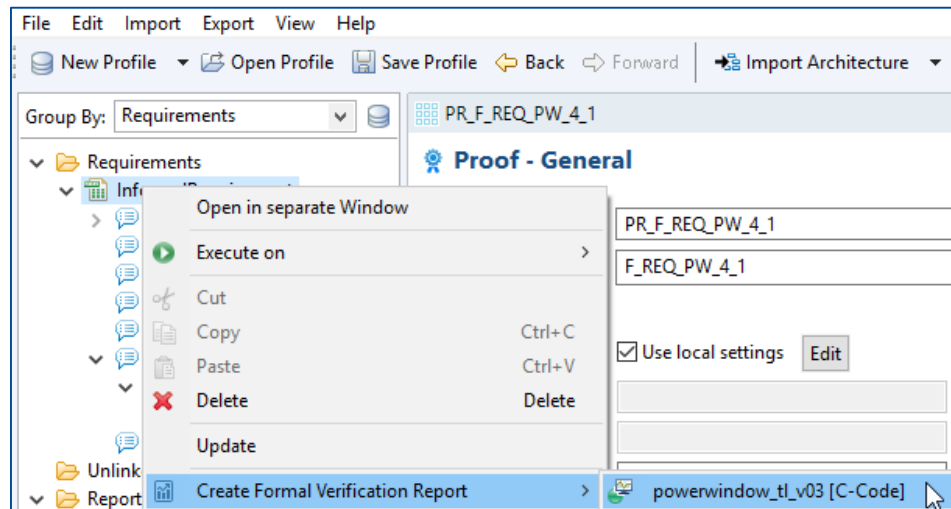 File Edit Import Export View Help
New Profile Open Profile Save Profile Back Forward Import Architecture
Group By: Requirements
PR_F_REQ_PW_4_1
Requirements
Proof - General
Open in separate Window
PR_F_REQ_PW_4_1
Execute on
F_REQ_PW_4_1
Cut
Copy Ctrl+C
Use local settings Edit
Paste Ctrl+V
Delete Delete
Update
Unlink
Report
Create Formal Verification Report
powerwindow_tl_v03 [C-Code]